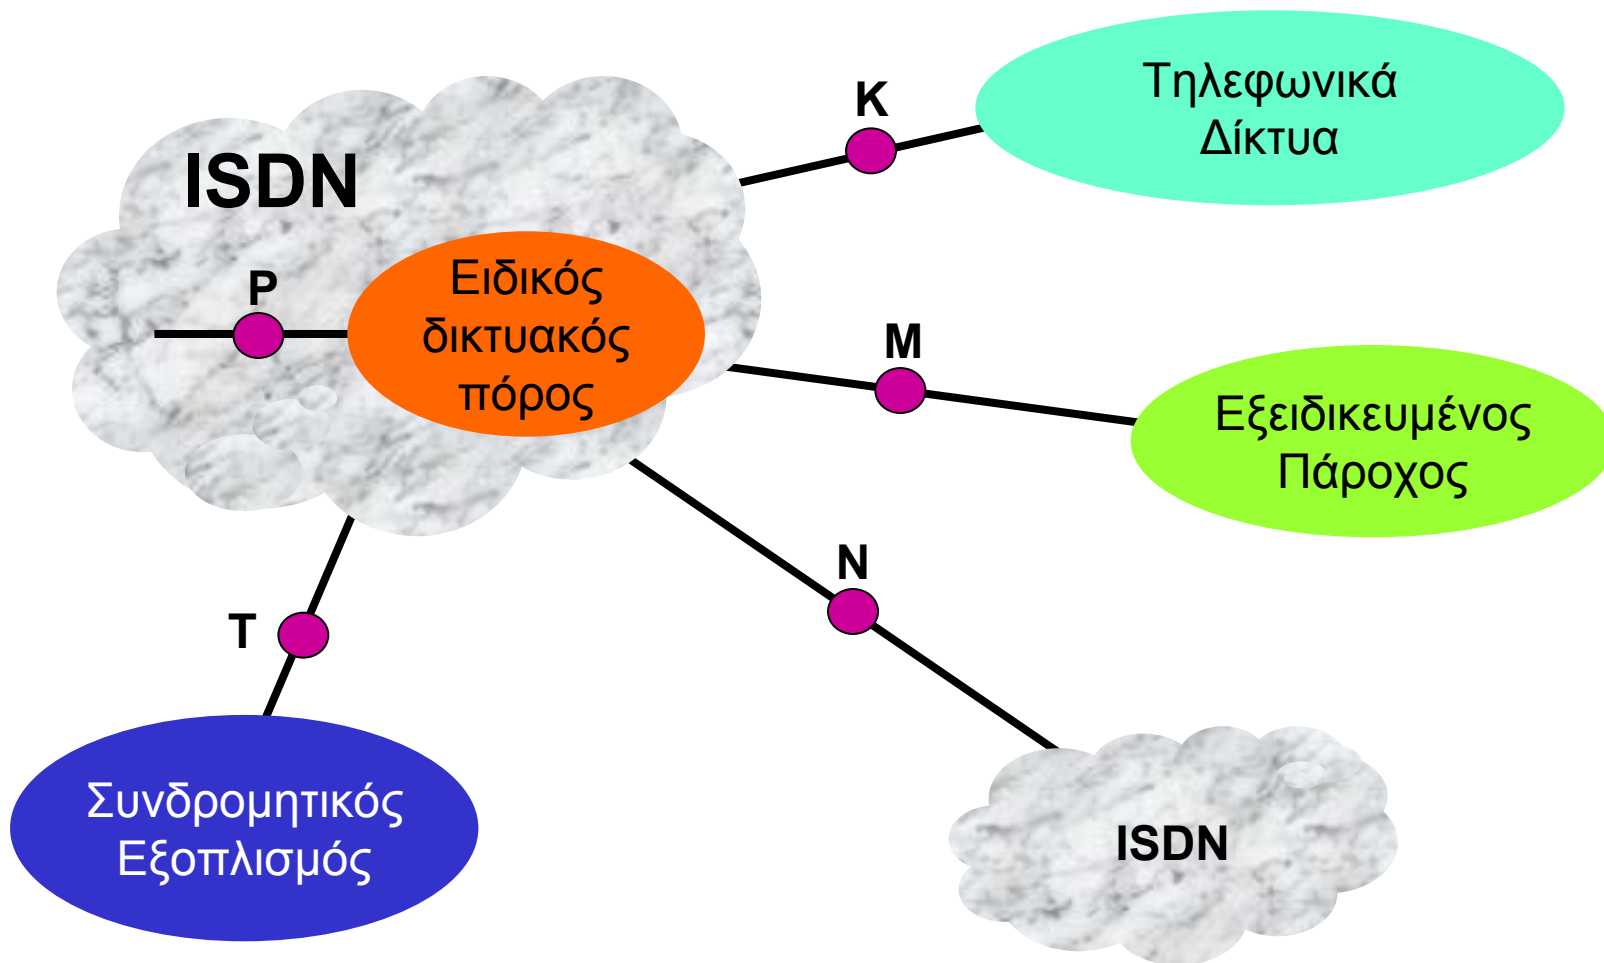 ISDN
K
Τηλεφωνικά
Δίκτυα
P
Ειδικός
δικτυακός
πόρος
M
Εξειδικευμένος
Πάροχος
N
T
Συνδρομητικός
Εξοπλισμός
ISDN